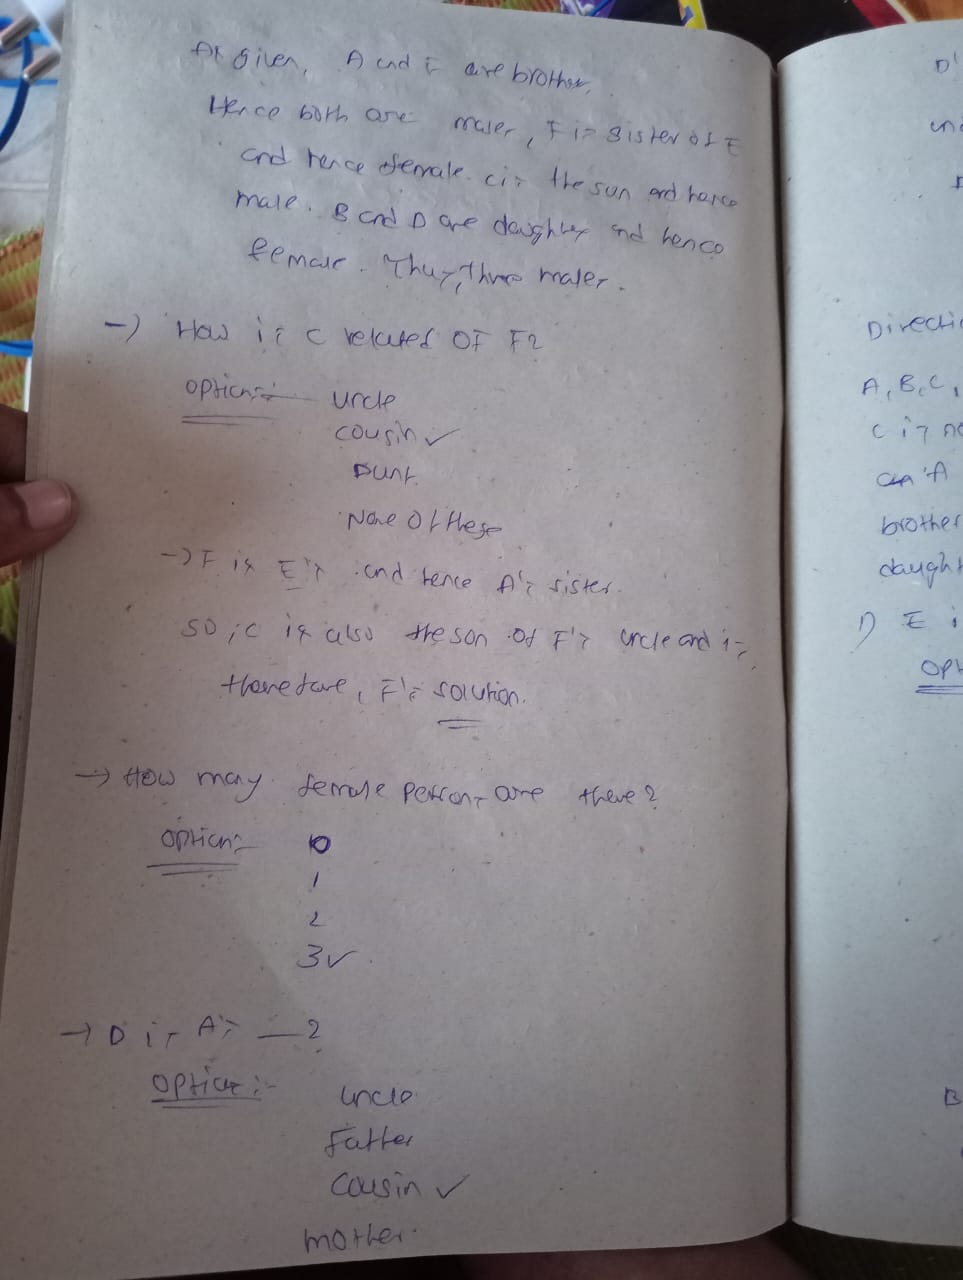 As Given, A and E are brother.
Hence both are males, F is sister of E
and hence female. C is the son and hence
male. B and D are daughter and hence
female. Thus, three males.
-) How is C related OF F?
Options:- uncle
cousin ✓
Aunt
None Of these
-) F is E's and hence A's sister.
So, C is also the son of F's uncle and is,
therefore, F's solution.
-> How many female persons are there?
Options 0
1
2
3 ✓
-> D is A's __ ?
Option:- uncle
Father
Cousin ✓
mother.
D'
Directi
A, B, C,
C is no
can 'A
brother
daught
1) E i
Opt
B